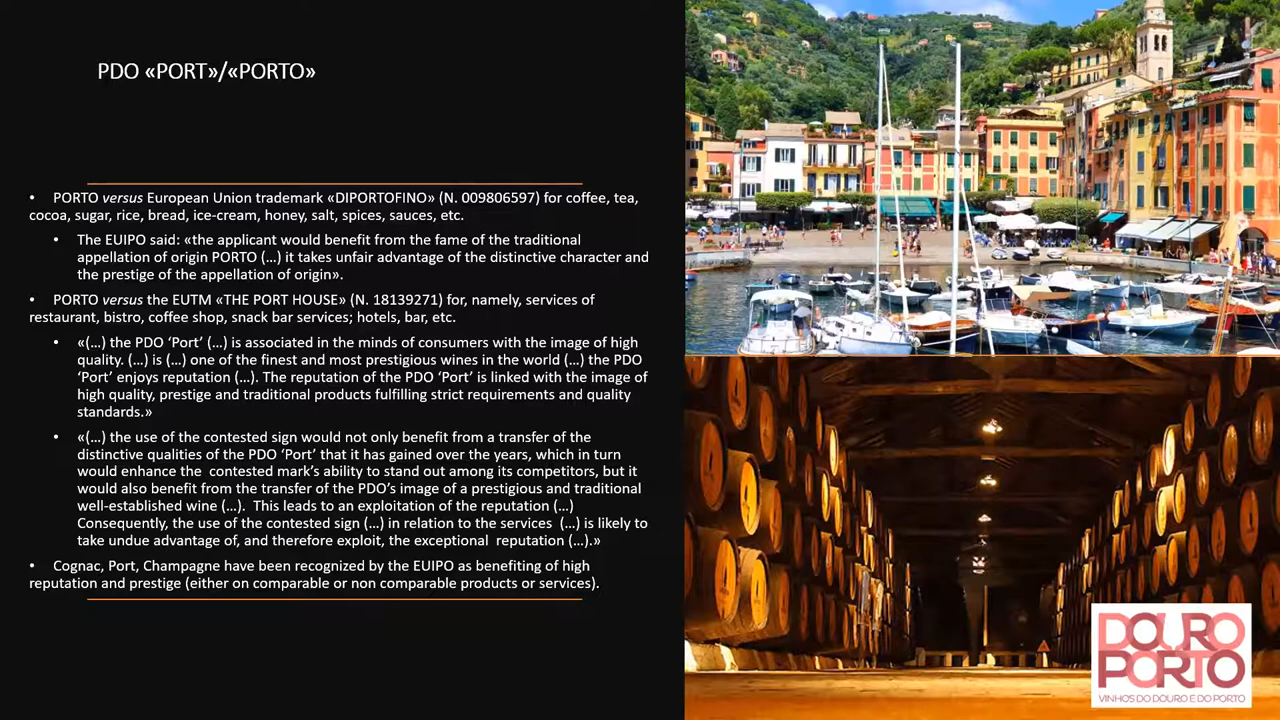 PDO «PORT»/«PORTO»
• PORTO versus European Union trademark «DIPORTOFINO» (N. 009806597) for coffee, tea,
cocoa, sugar, rice, bread, ice-cream, honey, salt, spices, sauces, etc.
• The EUIPO said: «the applicant would benefit from the fame of the traditional
appellation of origin PORTO (...) it takes unfair advantage of the distinctive character and
the prestige of the appellation of origin».
• PORTO versus the EUTM «THE PORT HOUSE» (N. 18139271) for, namely, services of
restaurant, bistro, coffee shop, snack bar services; hotels, bar, etc.
• «(...) the PDO ‘Port’ (...) is associated in the minds of consumers with the image of high
quality. (...) is (...) one of the finest and most prestigious wines in the world (...) the PDO
‘Port’ enjoys reputation (...). The reputation of the PDO ‘Port’ is linked with the image of
high quality, prestige and traditional products fulfilling strict requirements and quality
standards.»
• «(...) the use of the contested sign would not only benefit from a transfer of the
distinctive qualities of the PDO ‘Port’ that it has gained over the years, which in turn
would enhance the contested mark’s ability to stand out among its competitors, but it
would also benefit from the transfer of the PDO’s image of a prestigious and traditional
well-established wine (...). This leads to an exploitation of the reputation (...)
Consequently, the use of the contested sign (...) in relation to the services (...) is likely to
take undue advantage of, and therefore exploit, the exceptional reputation (...).»
• Cognac, Port, Champagne have been recognized by the EUIPO as benefiting of high
reputation and prestige (either on comparable or non comparable products or services).
DOURO
PORTO
VINHOS DO DOURO E DO PORTO